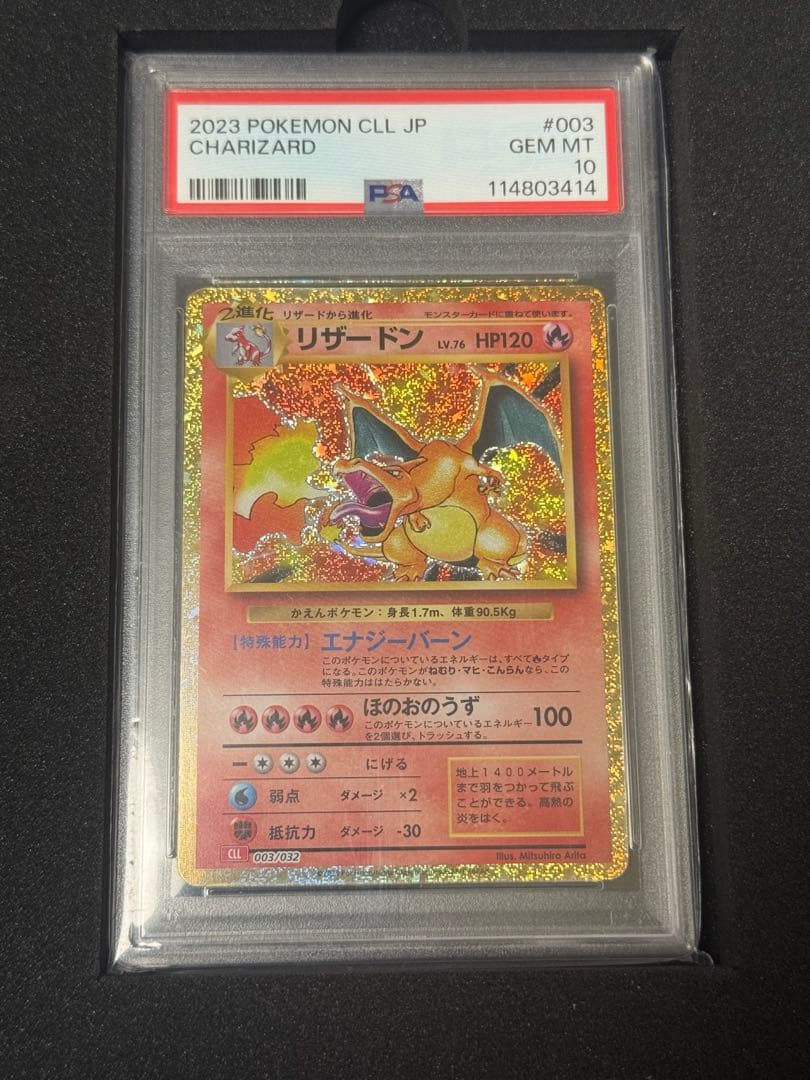 2023 POKEMON CLL JP #003
CHARIZARD GEM MT
10
PSA 114803414
2進化 リザードから進化 モンスターカードに重ねて使います。
リザードン LV.76 HP120
かえんポケモン：身長1.7m、体重90.5Kg
【特殊能力】エナジーバーン
このポケモンについているエネルギーは、すべて タイプ
になる。このポケモンがねむり・マヒ・こんらんなら、この
特殊能力ははたらかない。
ほのおのうず 100
このポケモンについているエネルギー
を2個選び、トラッシュする。
にげる
弱点 ダメージ ×2
抵抗力 ダメージ -30
地上1400メートル
まで羽をつかって飛ぶ
ことができる。高熱の
炎をはく。
CLL 003/032 Illus. Mitsuhiro Arita